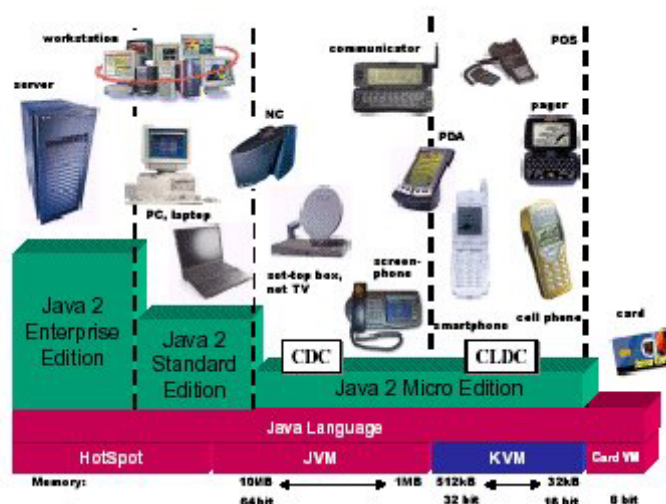 workstation
communicator
POS
server
NC
pager
PDA
PC, laptop
set-top box,
net TV
screen-
phone
smartphone
cell phone
card
Java 2
Enterprise
Edition
Java 2
Standard
Edition
CDC
CLDC
Java 2 Micro Edition
Java Language
HotSpot
JVM
KVM
Card VM
Memory:
10MB
1MB
512kB
32kB
64 bit
32 bit
16 bit
8 bit